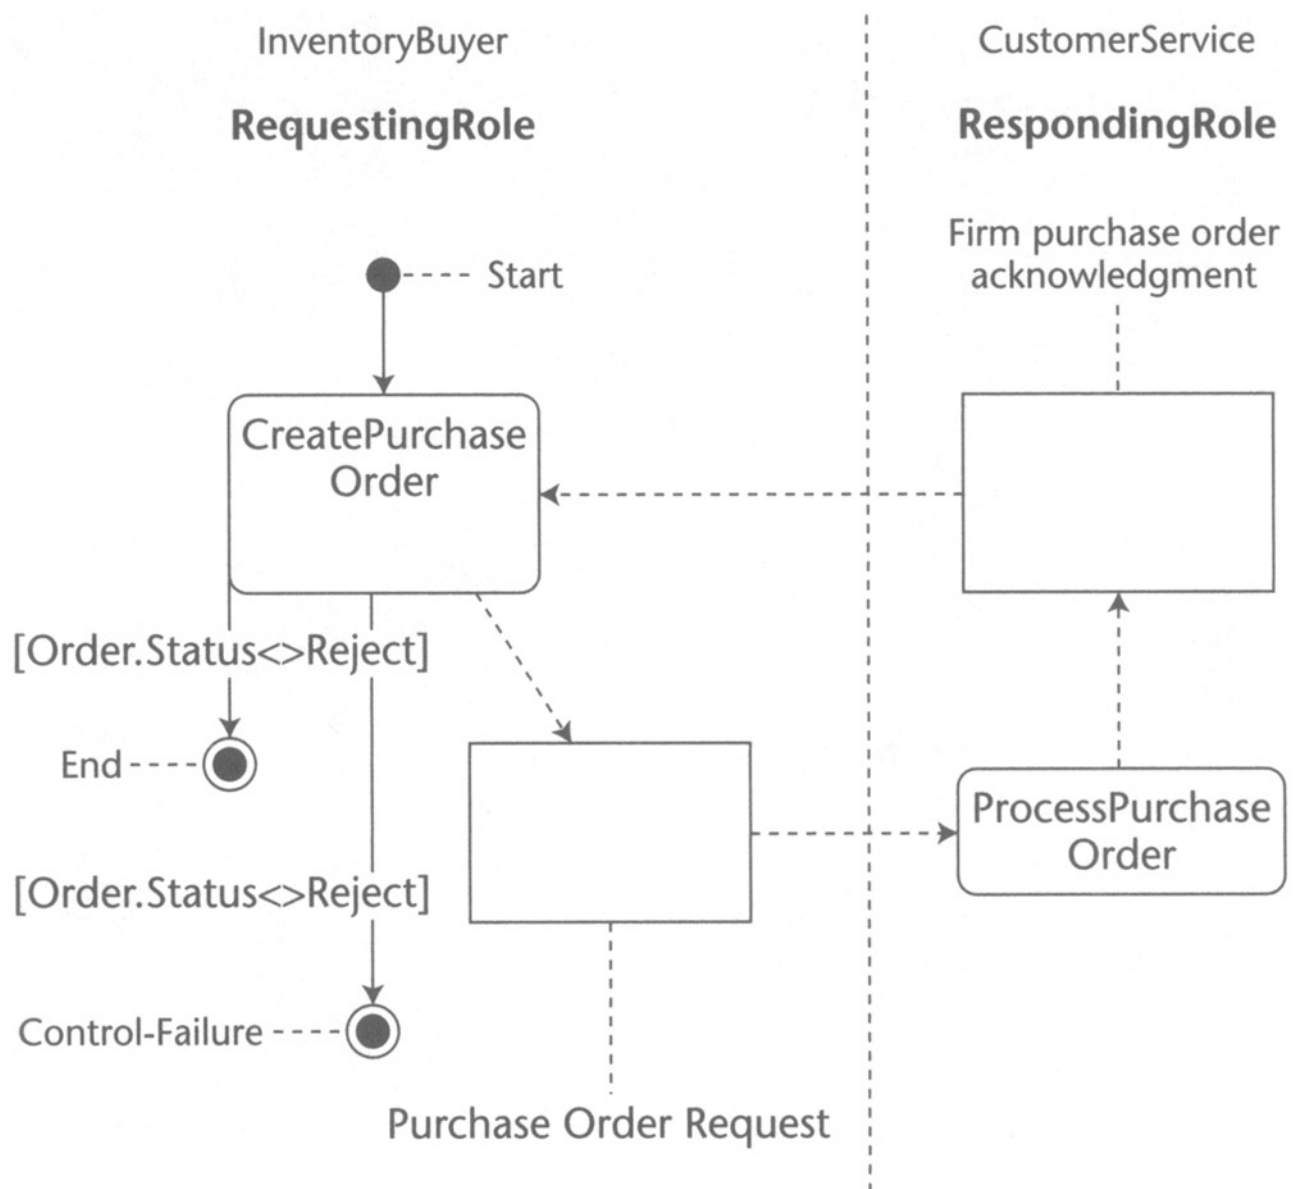 InventoryBuyer
CustomerService
RequestingRole
RespondingRole
Firm purchase order
acknowledgment
Start
CreatePurchase
Order
[Order.Status<>Reject]
End
ProcessPurchase
Order
[Order.Status<>Reject]
Control-Failure
Purchase Order Request